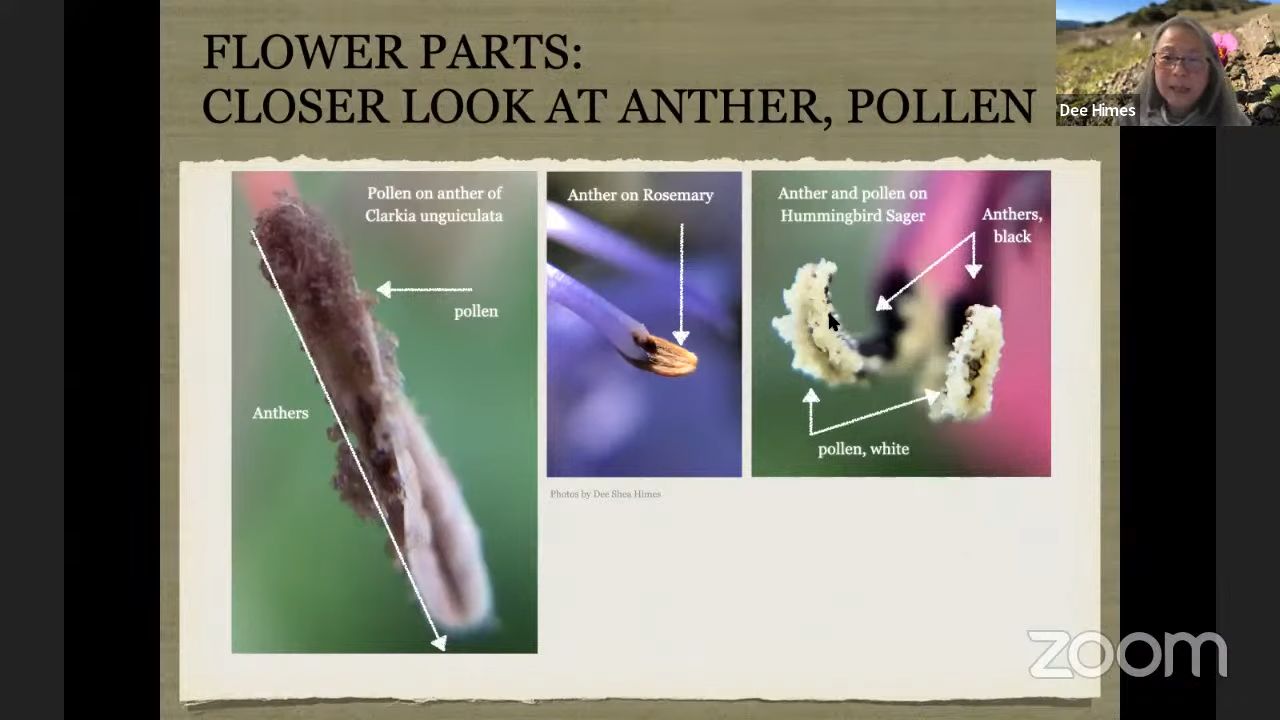 FLOWER PARTS:
CLOSER LOOK AT ANTHER, POLLEN
Dee Himes
Pollen on anther of
Clarkia unguiculata
pollen
Anthers
Anther on Rosemary
Anther and pollen on
Hummingbird Sager
Anthers,
black
pollen, white
Photos by Dee Shea Himes
zoom